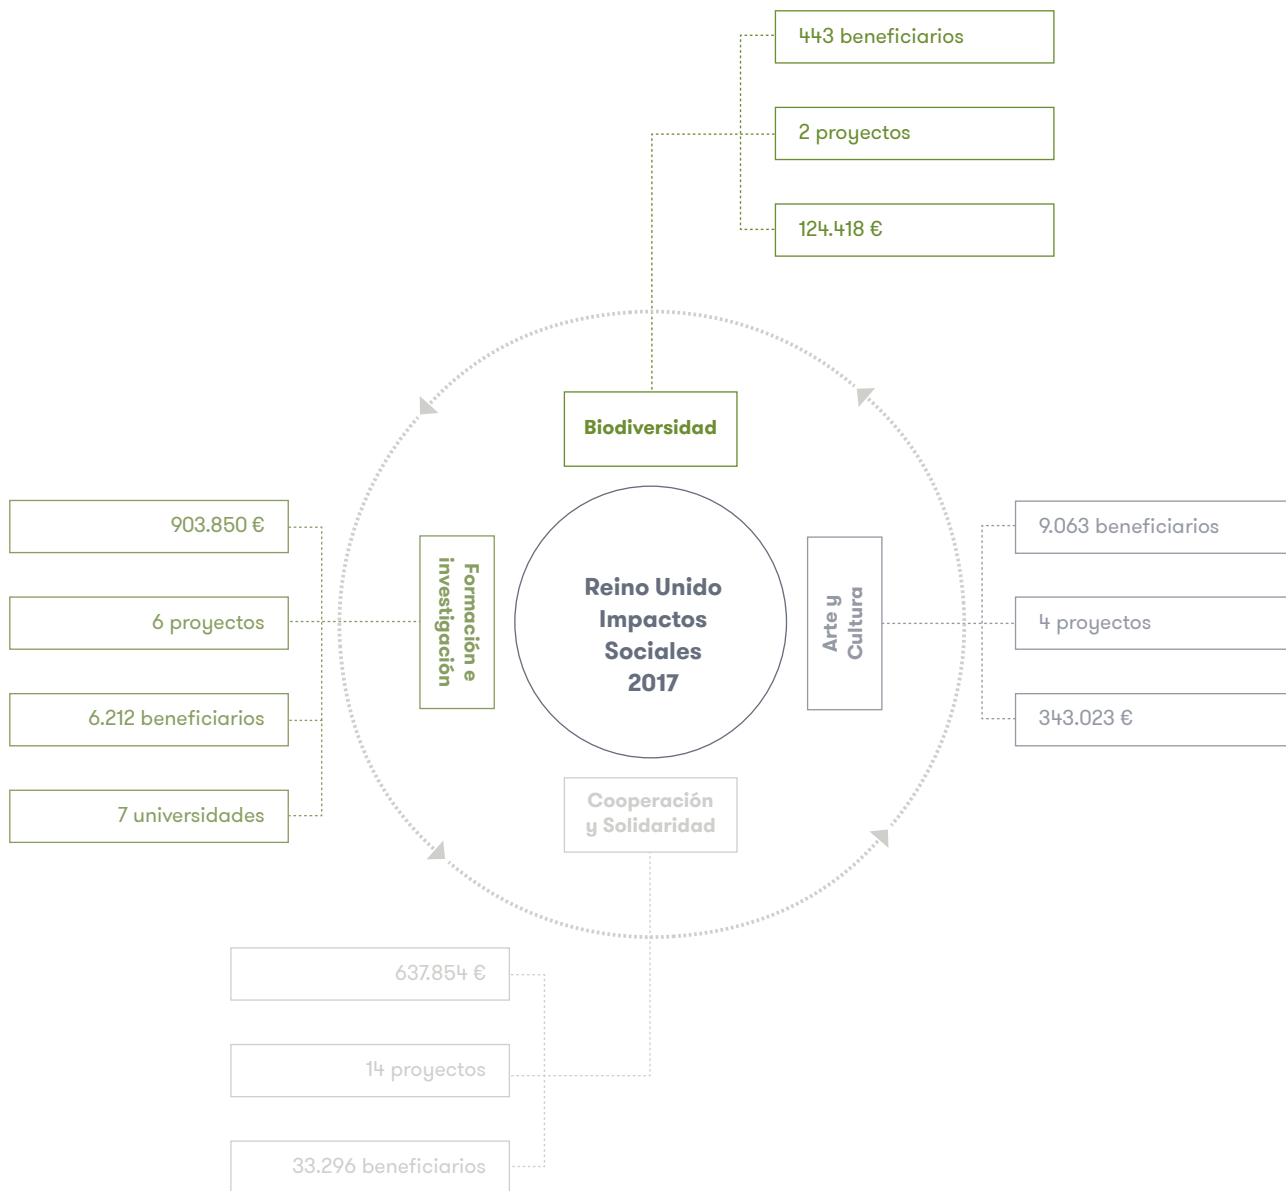 443 beneficiarios
2 proyectos
124.418 €
Biodiversidad
903.850 €
6 proyectos
6.212 beneficiarios
7 universidades
Formación e
investigación
Reino Unido
Impactos
Sociales
2017
Arte y
Cultura
9.063 beneficiarios
4 proyectos
343.023 €
Cooperación
y Solidaridad
637.854 €
14 proyectos
33.296 beneficiarios